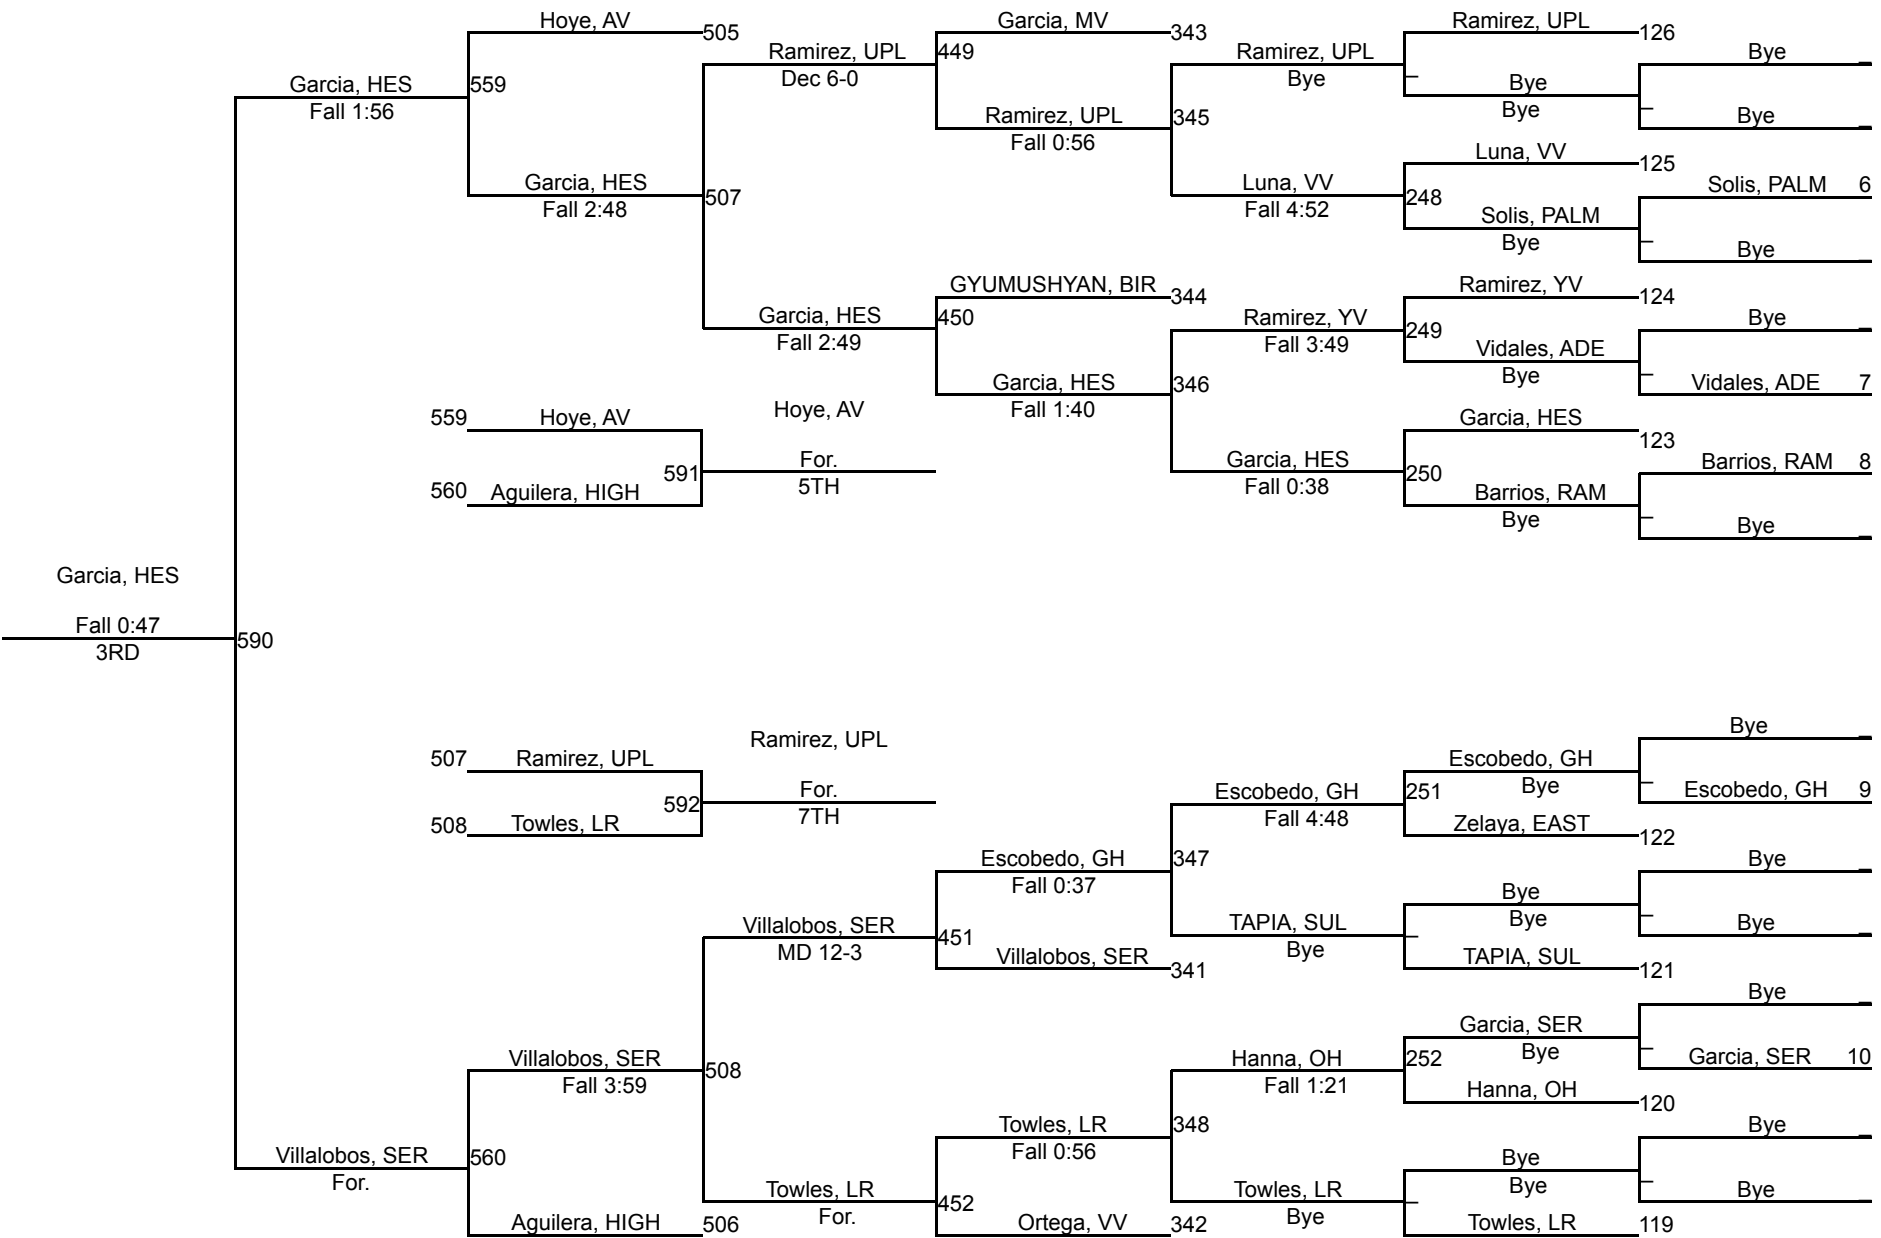 Hoye, AV
505
Garcia, MV
343
Ramirez, UPL
126
Ramirez, UPL
449
Ramirez, UPL
Bye
Dec 6-0
Bye
Garcia, HES
559
Bye
Fall 1:56
Bye
Ramirez, UPL
345
Bye
Fall 0:56
Luna, VV
125
Garcia, HES
507
Luna, VV
248
Solis, PALM 6
Fall 2:48
Fall 4:52
Solis, PALM
Bye
Bye
GYUMUSHYAN, BIR
344
Ramirez, YV
124
Garcia, HES
450
Ramirez, YV
249
Bye
Fall 2:49
Fall 3:49
Vidales, ADE
Bye
Garcia, HES
346
Vidales, ADE 7
Fall 1:40
559
Hoye, AV
Hoye, AV
Garcia, HES
123
591
For.
Garcia, HES
250
Barrios, RAM 8
5TH
Fall 0:38
560
Aguilera, HIGH
Barrios, RAM
Bye
Bye
Garcia, HES
Fall 0:47
590
3RD
Bye
507
Ramirez, UPL
Ramirez, UPL
Escobedo, GH
Bye
592
For.
Escobedo, GH
251
Escobedo, GH 9
7TH
Fall 4:48
508
Towles, LR
Zelaya, EAST
122
Escobedo, GH
347
Bye
Fall 0:37
Bye
Bye
Villalobos, SER
451
TAPIA, SUL
Bye
MD 12-3
Bye
Villalobos, SER
341
TAPIA, SUL
121
Bye
Garcia, SER
Bye
Villalobos, SER
508
Hanna, OH
252
Garcia, SER 10
Fall 3:59
Fall 1:21
Hanna, OH
120
Towles, LR
348
Bye
Fall 0:56
Villalobos, SER
560
Bye
For.
Bye
Towles, LR
452
Towles, LR
Bye
For.
Bye
Aguilera, HIGH
506
Ortega, VV
342
Towles, LR
119